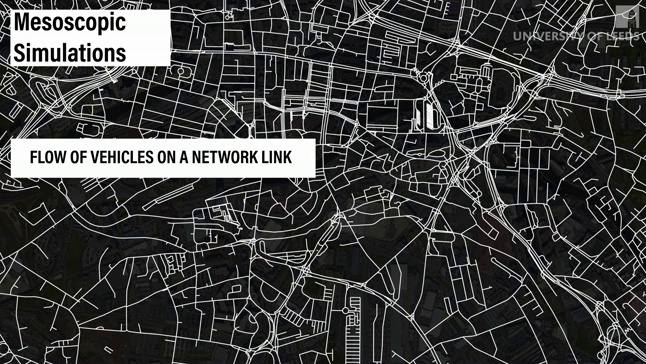 Mesoscopic
Simulations
UNIVERSITY OF LEEDS
FLOW OF VEHICLES ON A NETWORK LINK